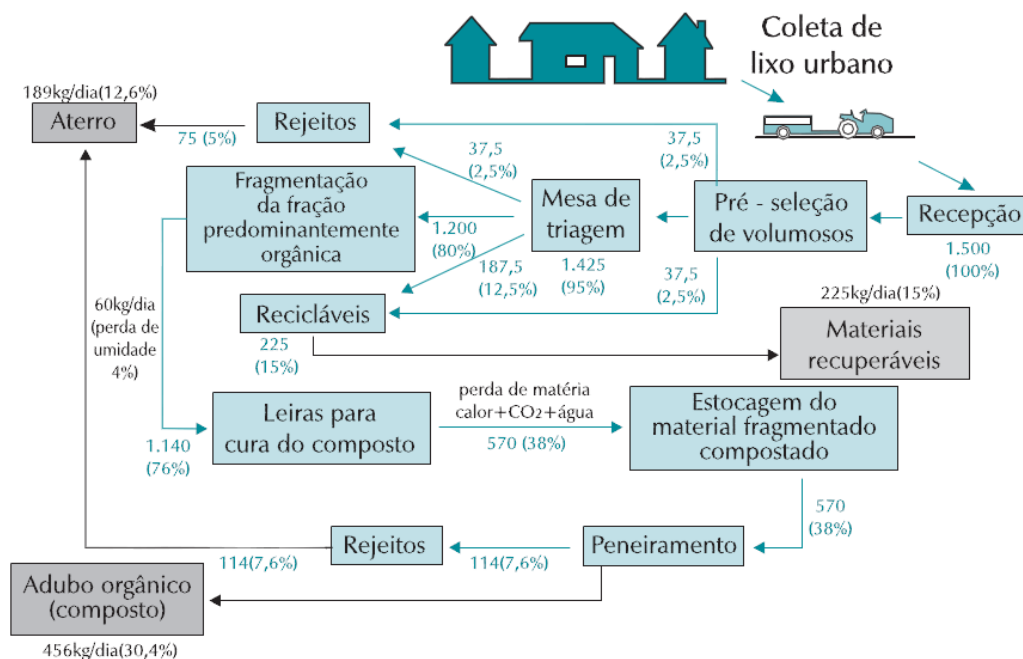 Coleta de
lixo urbano
189kg/dia(12,6%)
Aterro
75 (5%)
Rejeitos
37,5
(2,5%)
37,5
(2,5%)
Fragmentação
da fração
predominantemente
orgânica
1.200
(80%)
Mesa de
triagem
1.425
(95%)
Pré - seleção
de volumosos
Recepção
1.500
(100%)
187,5
(12,5%)
37,5
(2,5%)
Recicláveis
225
(15%)
225kg/dia(15%)
Materiais
recuperáveis
60kg/dia
(perda de
umidade
4%)
1.140
(76%)
Leiras para
cura do composto
perda de matéria
calor+CO2+água
570 (38%)
Estocagem do
material fragmentado
compostado
570
(38%)
Peneiramento
114(7,6%)
Rejeitos
114(7,6%)
Adubo orgânico
(composto)
456kg/dia(30,4%)